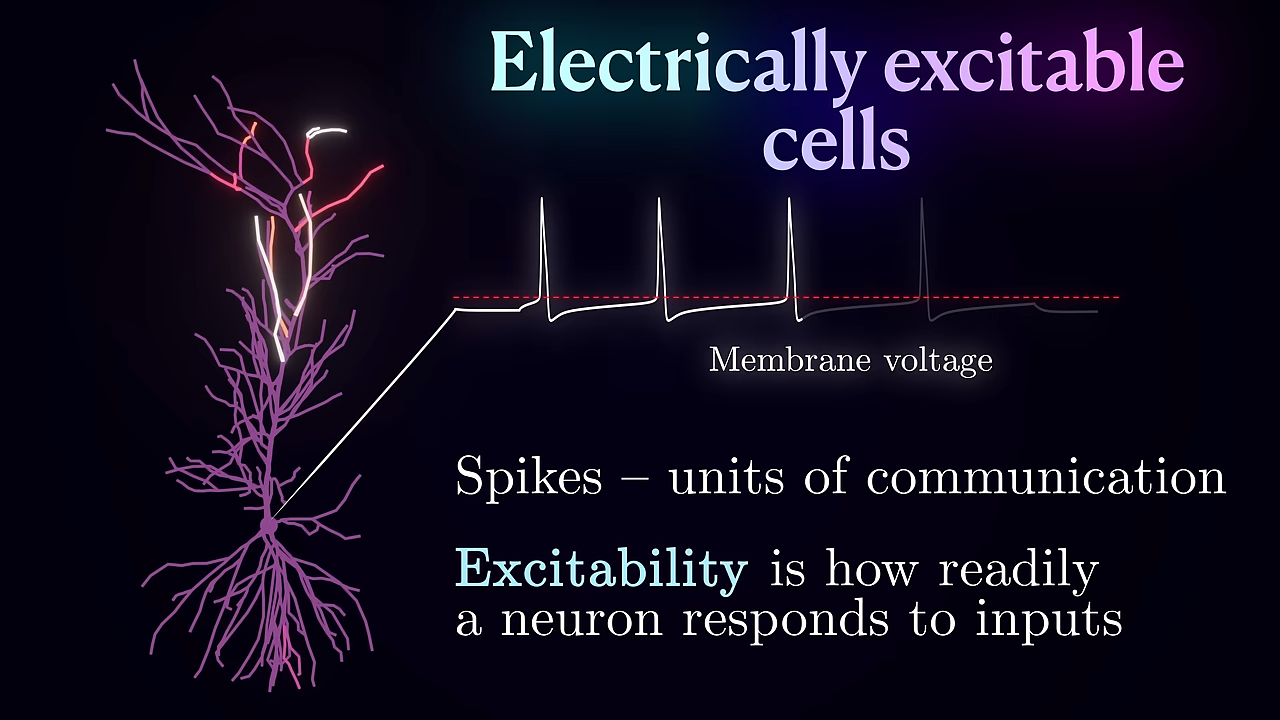 Electrically excitable
cells
Membrane voltage
Spikes – units of communication
Excitability is how readily
a neuron responds to inputs